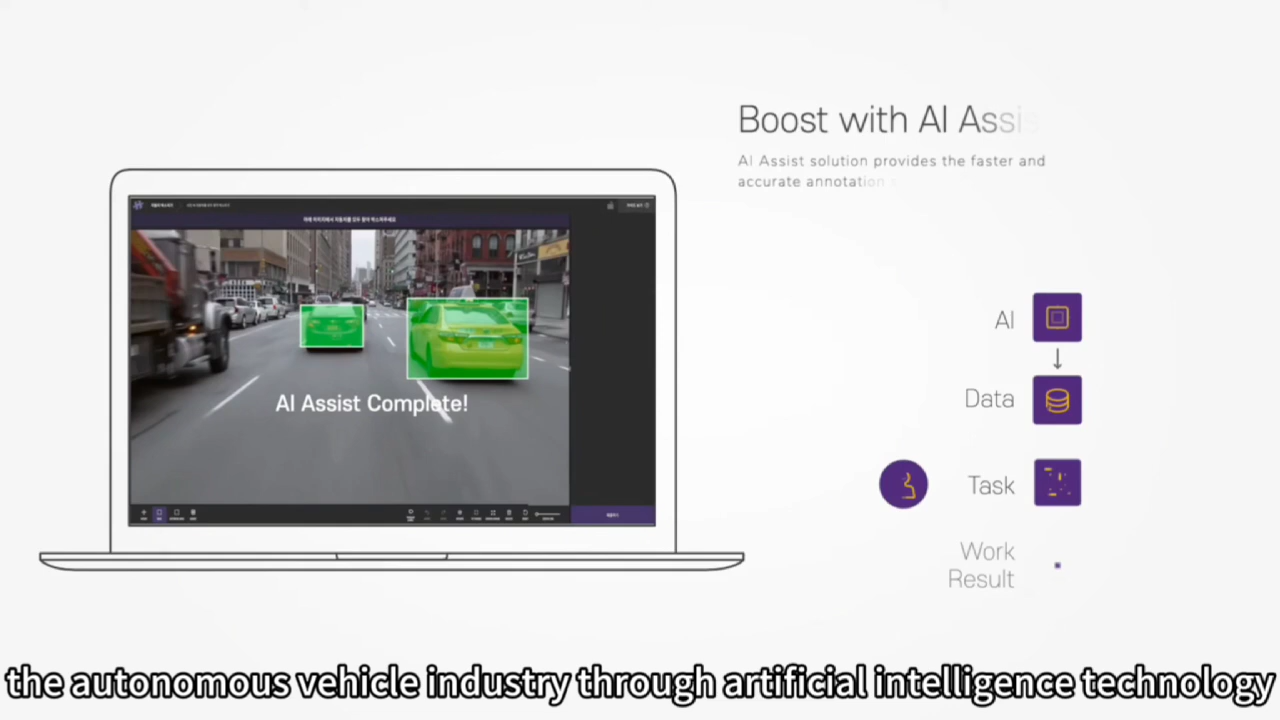 Boost with AI Assis
AI Assist solution provides the faster and
accurate annotation
AI Assist Complete!
AI
Data
Task
Work
Result
the autonomous vehicle industry through artificial intelligence technology